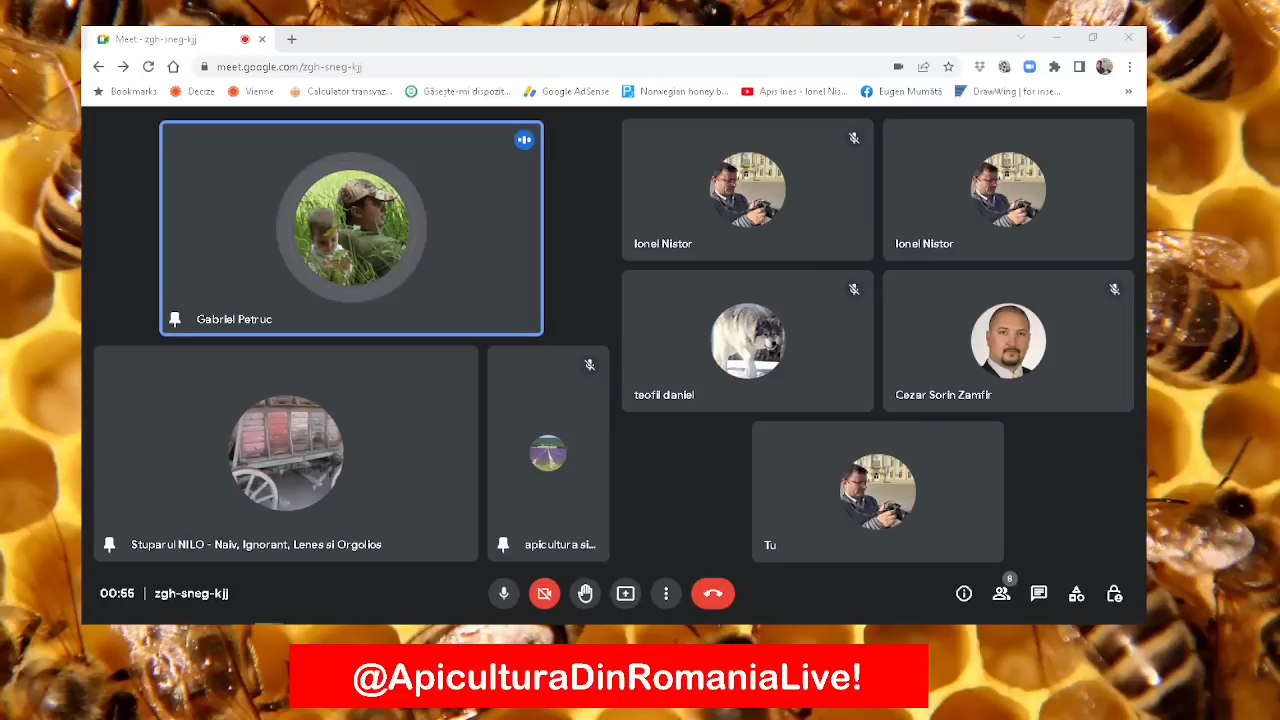 Meet - zgh-sneg-kjj
meet.google.com/zgh-sneg-kjj
Bookmarks Decize Vienne Calculator transvaz... Găsește-mi dispozit... Google AdSense Norwegian honey b... Apis Ines - Ionel Nis... Eugen Mumătă DrawWing | for inse... »
Gabriel Petruc
Ionel Nistor
Ionel Nistor
teofil daniel
Cezar Sorin Zamfir
Stuparul NILO - Naiv, Ignorant, Lenes si Orgolios
apicultura si...
Tu
00:56 | zgh-sneg-kjj
8
@ApiculturaDinRomaniaLive!